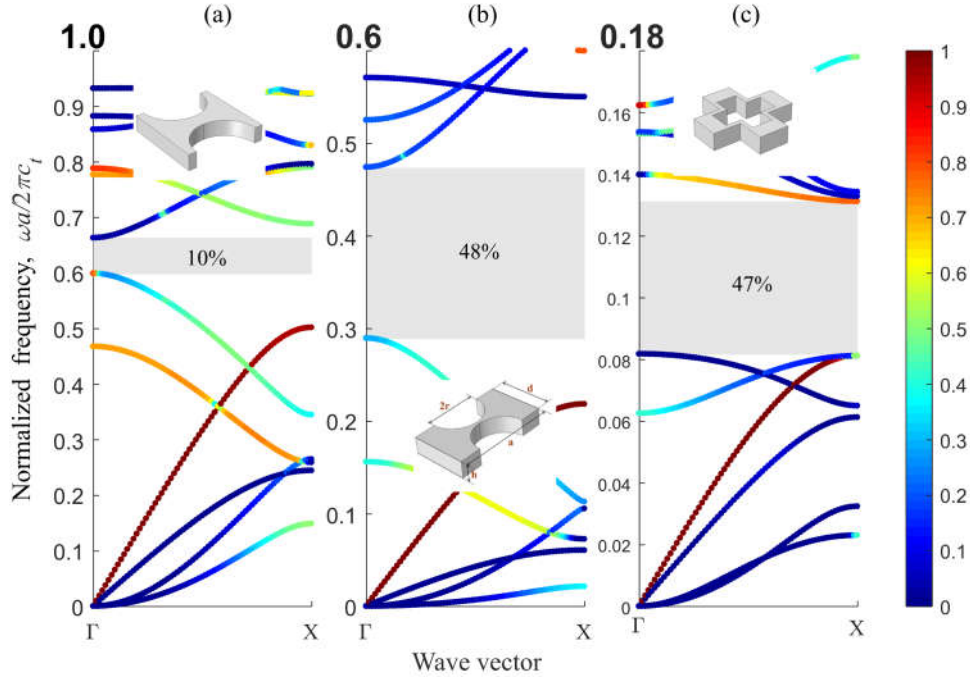 (a) (b) (c)
1.0 0.6 0.18
1
0.9 0.16 0.9
0.5
0.8 0.14 0.8
0.7 0.12 0.7
0.4
10% 48% 47%
0.6 0.1 0.6
0.5 0.3 0.5
0.08
0.4 0.4
d
2r
a
h
0.2 0.06
0.3 0.3
0.04
0.2 0.2
0.1
0.1 0.02 0.1
0 0 0 0
Γ X Γ X Γ X
Wave vector
Normalized frequency, ωa/2πc_t